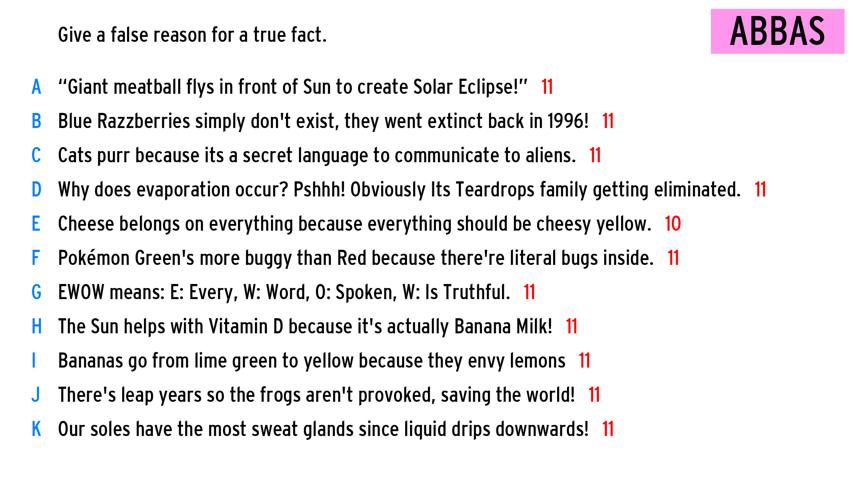 Give a false reason for a true fact.
ABBAS
A “Giant meatball flys in front of Sun to create Solar Eclipse!” 11
B Blue Razzberries simply don't exist, they went extinct back in 1996! 11
C Cats purr because its a secret language to communicate to aliens. 11
D Why does evaporation occur? Pshhh! Obviously Its Teardrops family getting eliminated. 11
E Cheese belongs on everything because everything should be cheesy yellow. 10
F Pokémon Green's more buggy than Red because there're literal bugs inside. 11
G EWOW means: E: Every, W: Word, O: Spoken, W: Is Truthful. 11
H The Sun helps with Vitamin D because it's actually Banana Milk! 11
I Bananas go from lime green to yellow because they envy lemons 11
J There's leap years so the frogs aren't provoked, saving the world! 11
K Our soles have the most sweat glands since liquid drips downwards! 11